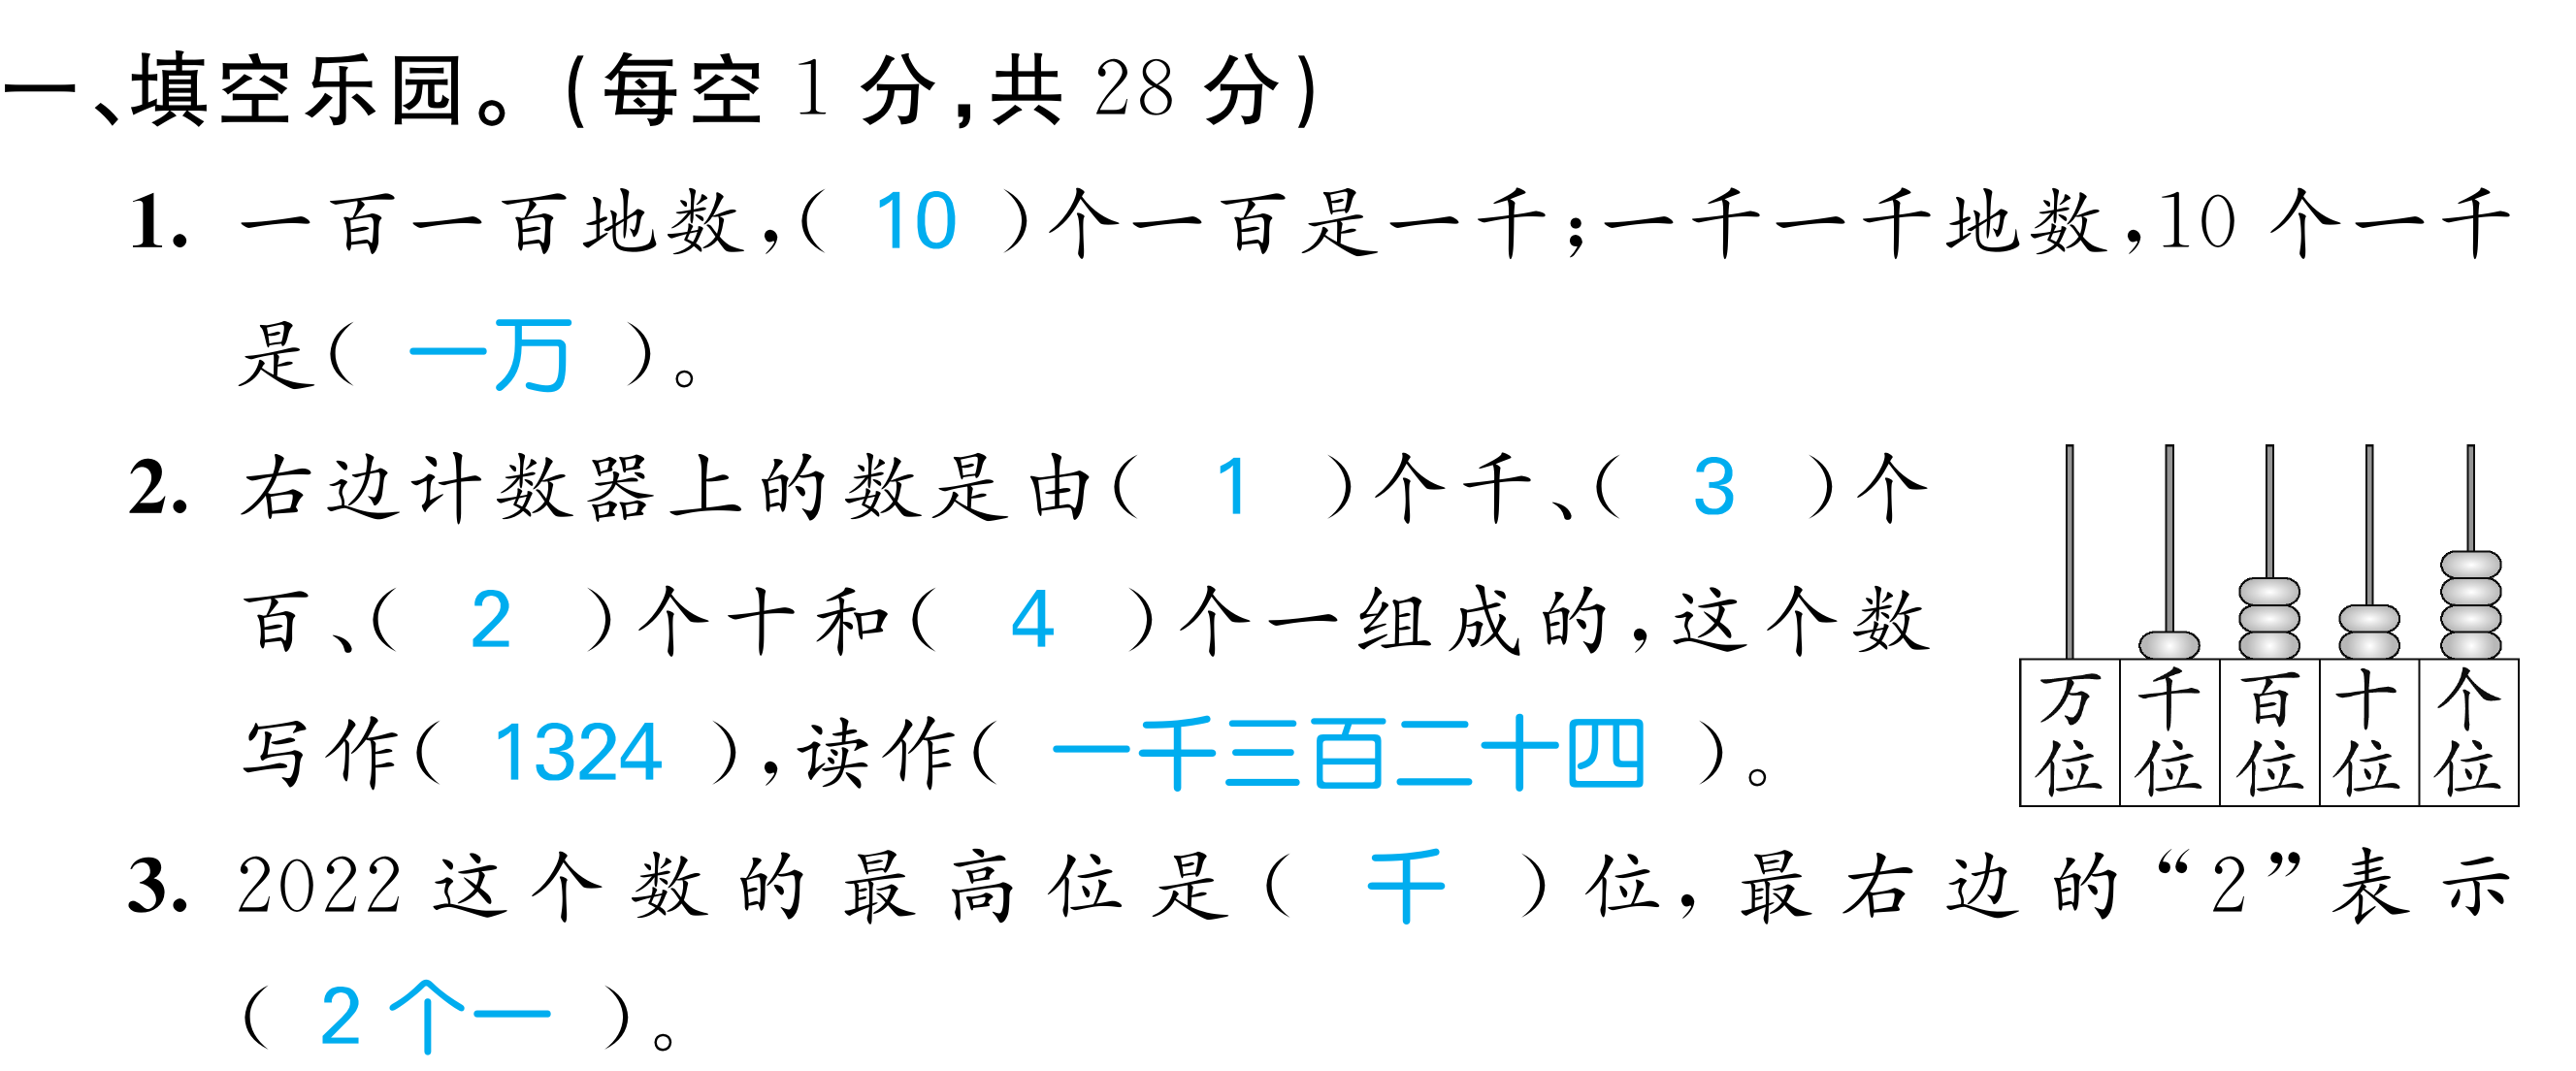 一、填空乐园。(每空 1 分,共 28 分)
1. 一百一百地数,( 10 )个一百是一千;一千一千地数,10 个一千
是( 一万 )。
2. 右边计数器上的数是由( 1 )个千、( 3 )个
百、( 2 )个十和( 4 )个一组成的,这个数
写作( 1324 ),读作( 一千三百二十四 )。
万位 千位 百位 十位 个位
3. 2022 这个数的最高位是( 千 )位,最右边的“2”表示
( 2 个一 )。